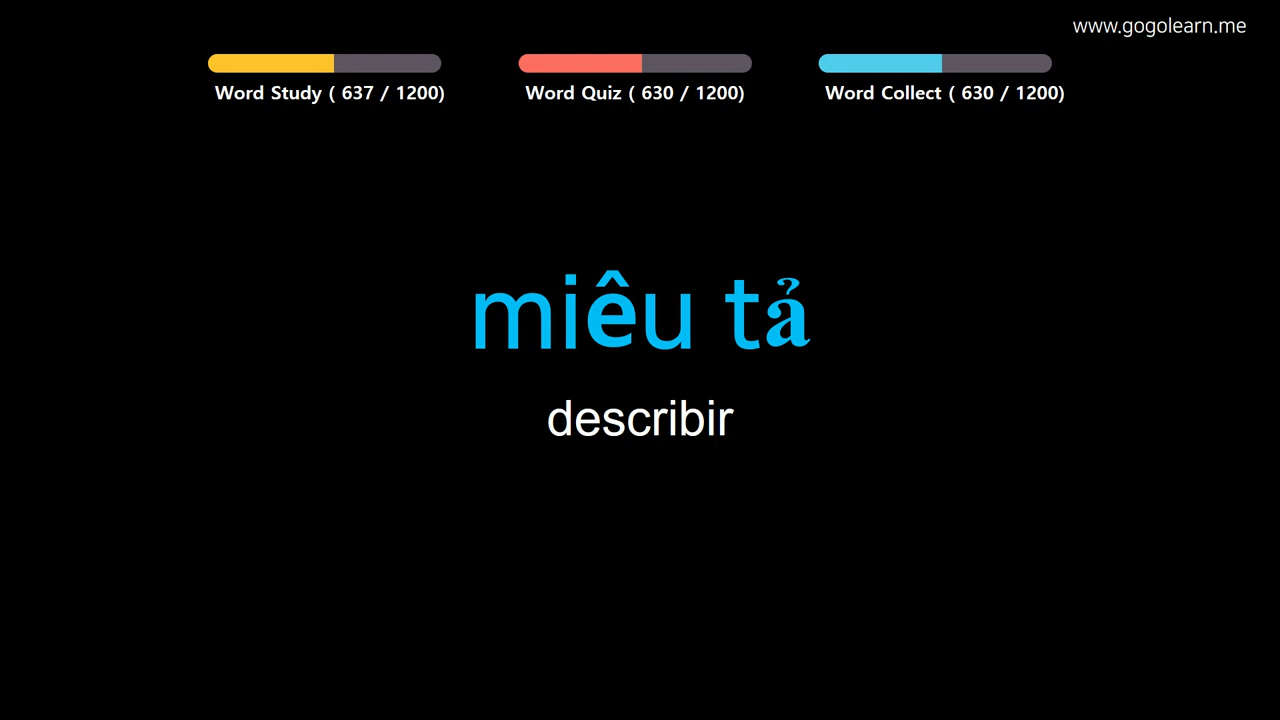 www.gogolearn.me
Word Study ( 637 / 1200)
Word Quiz ( 630 / 1200)
Word Collect ( 630 / 1200)
miêu tả
describir